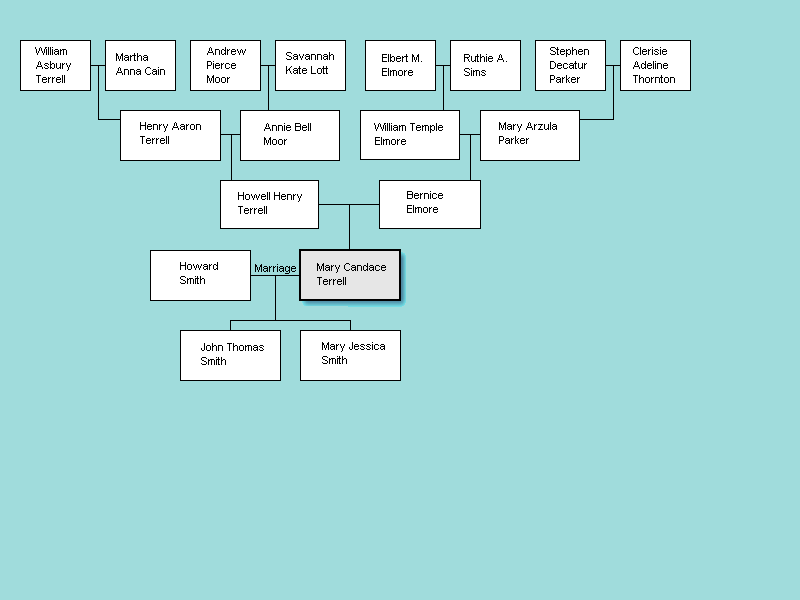 William
Asbury
Terrell
Martha
Anna Cain
Andrew
Pierce
Moor
Savannah
Kate Lott
Elbert M.
Elmore
Ruthie A.
Sims
Stephen
Decatur
Parker
Clerisie
Adeline
Thornton
Henry Aaron
Terrell
Annie Bell
Moor
William Temple
Elmore
Mary Arzula
Parker
Howell Henry
Terrell
Bernice
Elmore
Howard
Smith
Marriage
Mary Candace
Terrell
John Thomas
Smith
Mary Jessica
Smith